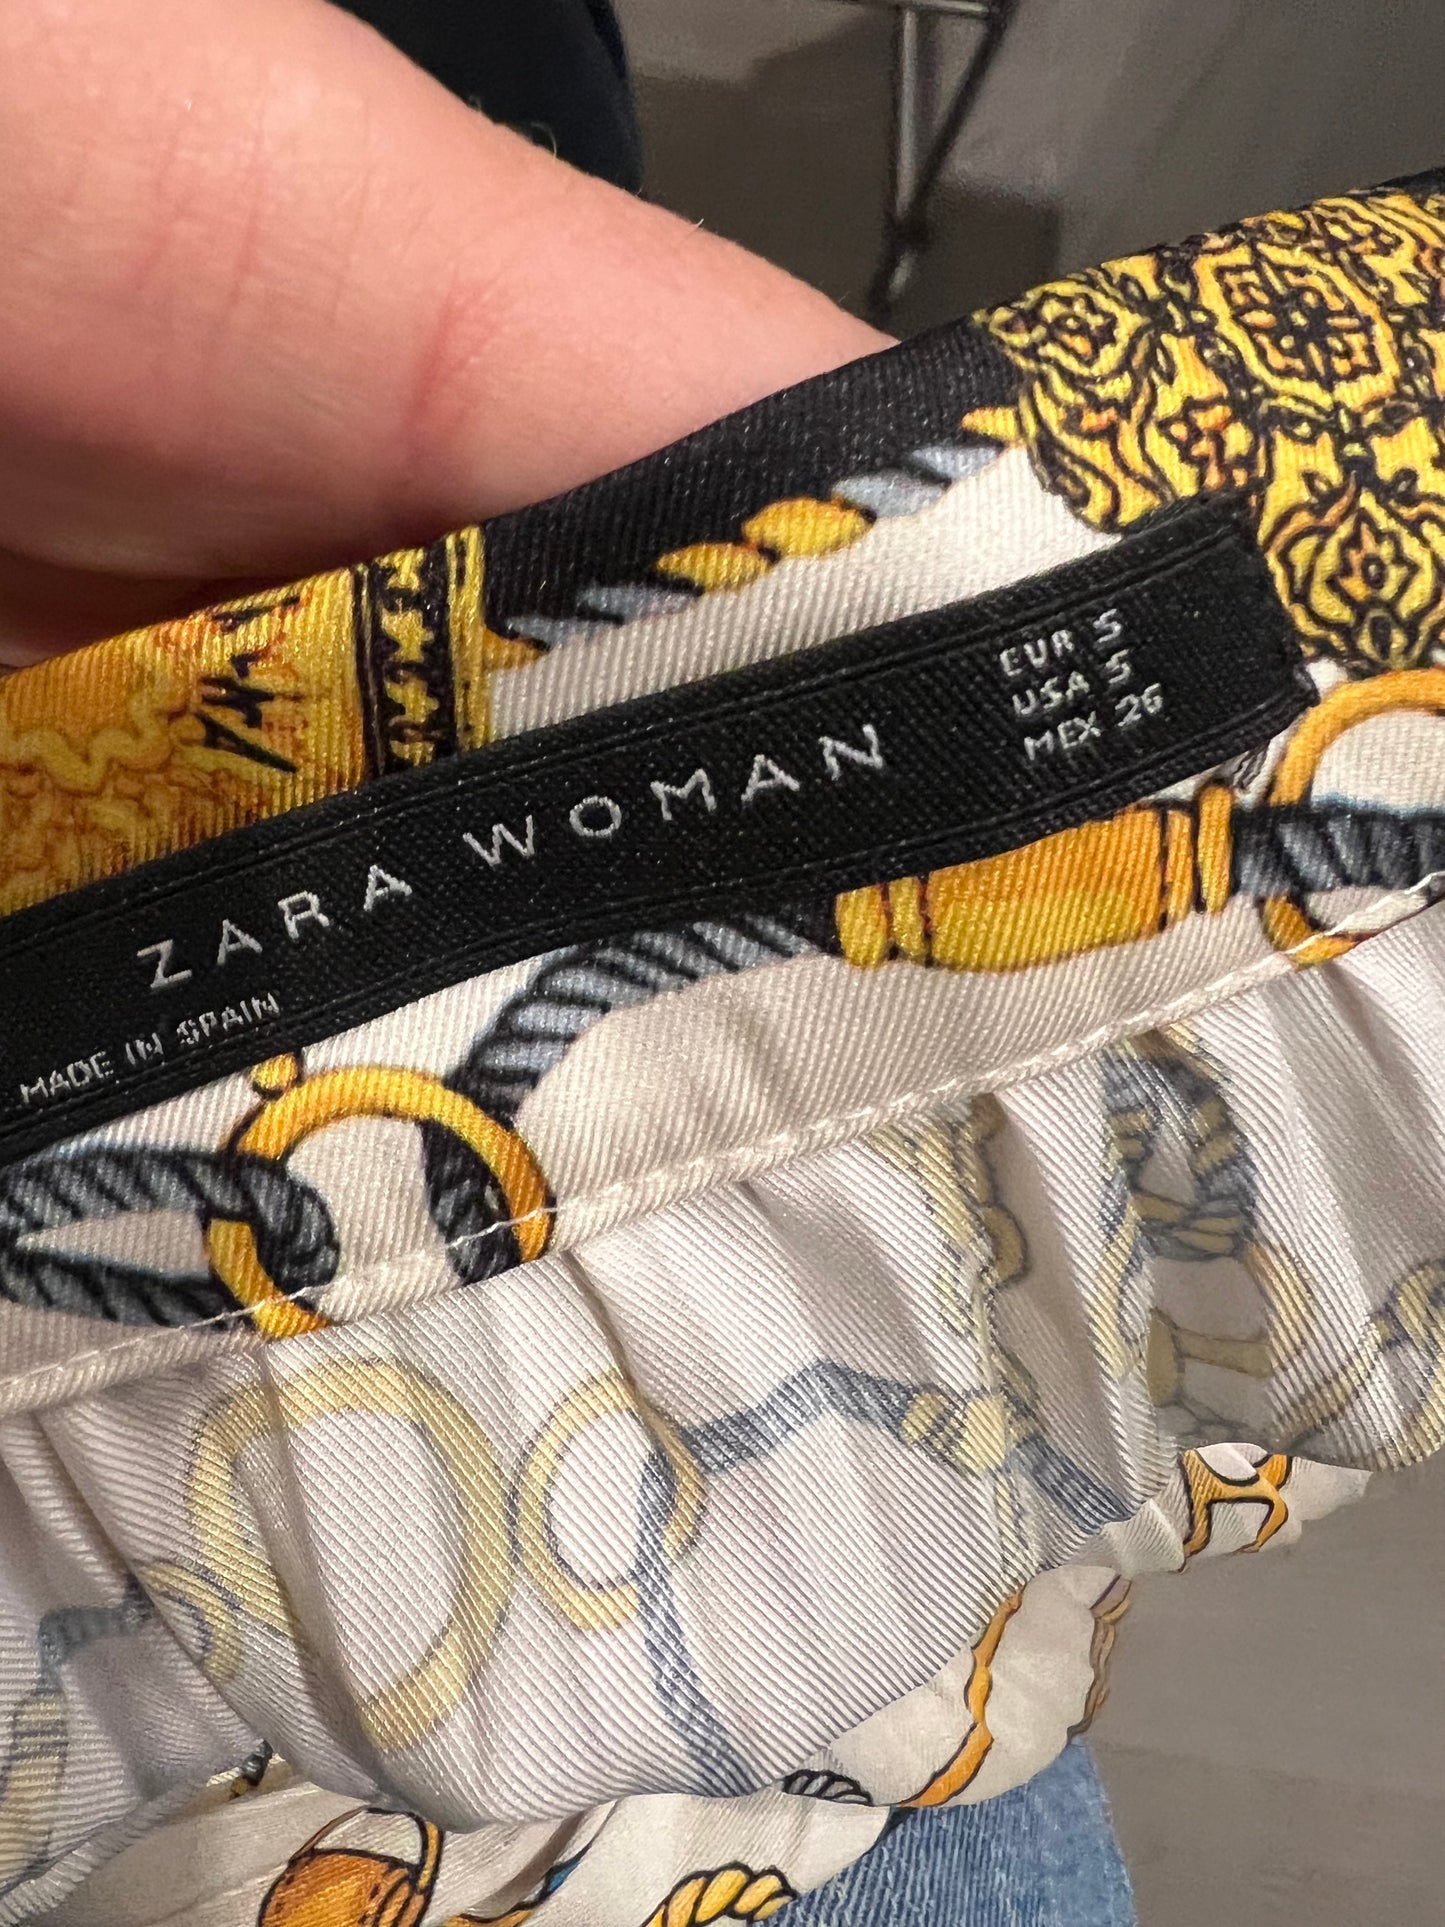 ZARA WOMAN
MADE IN SPAIN
EUR S
USA S
MEX 26